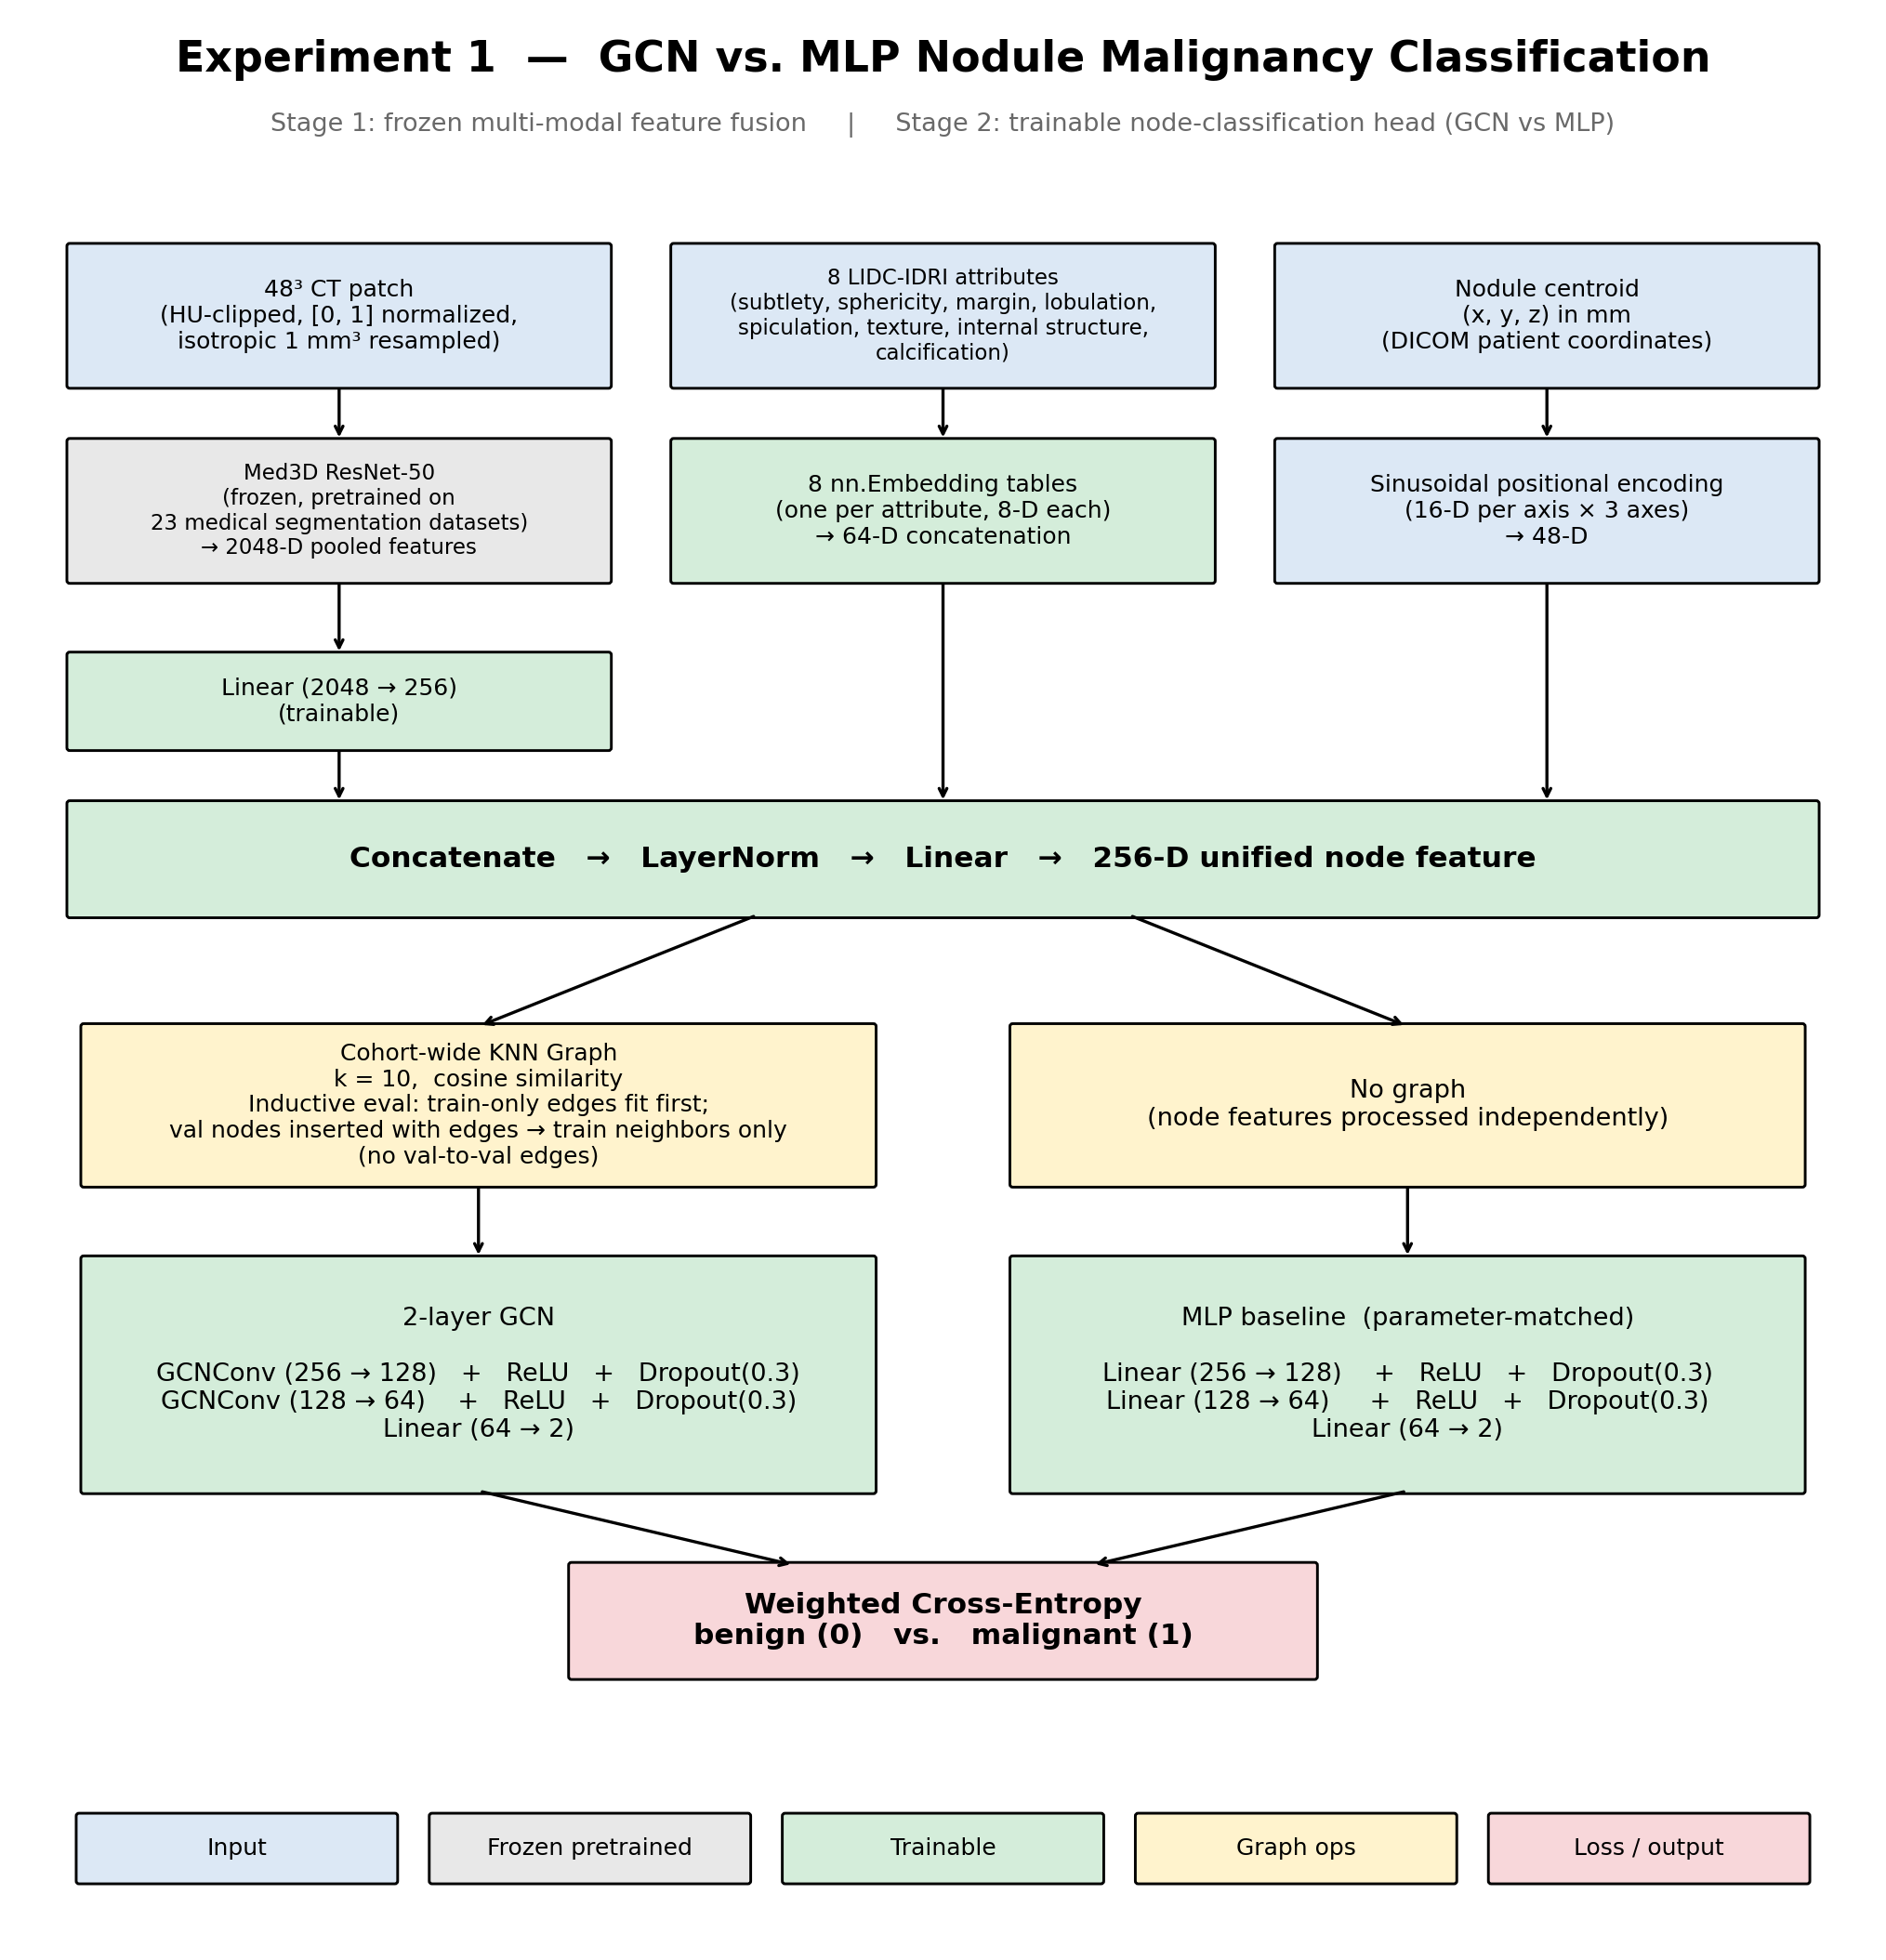 Experiment 1 — GCN vs. MLP Nodule Malignancy Classification
Stage 1: frozen multi-modal feature fusion | Stage 2: trainable node-classification head (GCN vs MLP)
48³ CT patch
(HU-clipped, [0, 1] normalized,
isotropic 1 mm³ resampled)
8 LIDC-IDRI attributes
(subtlety, sphericity, margin, lobulation,
spiculation, texture, internal structure,
calcification)
Nodule centroid
(x, y, z) in mm
(DICOM patient coordinates)
Med3D ResNet-50
(frozen, pretrained on
23 medical segmentation datasets)
→ 2048-D pooled features
8 nn.Embedding tables
(one per attribute, 8-D each)
→ 64-D concatenation
Sinusoidal positional encoding
(16-D per axis × 3 axes)
→ 48-D
Linear (2048 → 256)
(trainable)
Concatenate → LayerNorm → Linear → 256-D unified node feature
Cohort-wide KNN Graph
k = 10, cosine similarity
Inductive eval: train-only edges fit first;
val nodes inserted with edges → train neighbors only
(no val-to-val edges)
No graph
(node features processed independently)
2-layer GCN
GCNConv (256 → 128) + ReLU + Dropout(0.3)
GCNConv (128 → 64) + ReLU + Dropout(0.3)
Linear (64 → 2)
MLP baseline (parameter-matched)
Linear (256 → 128) + ReLU + Dropout(0.3)
Linear (128 → 64) + ReLU + Dropout(0.3)
Linear (64 → 2)
Weighted Cross-Entropy
benign (0) vs. malignant (1)
Input
Frozen pretrained
Trainable
Graph ops
Loss / output